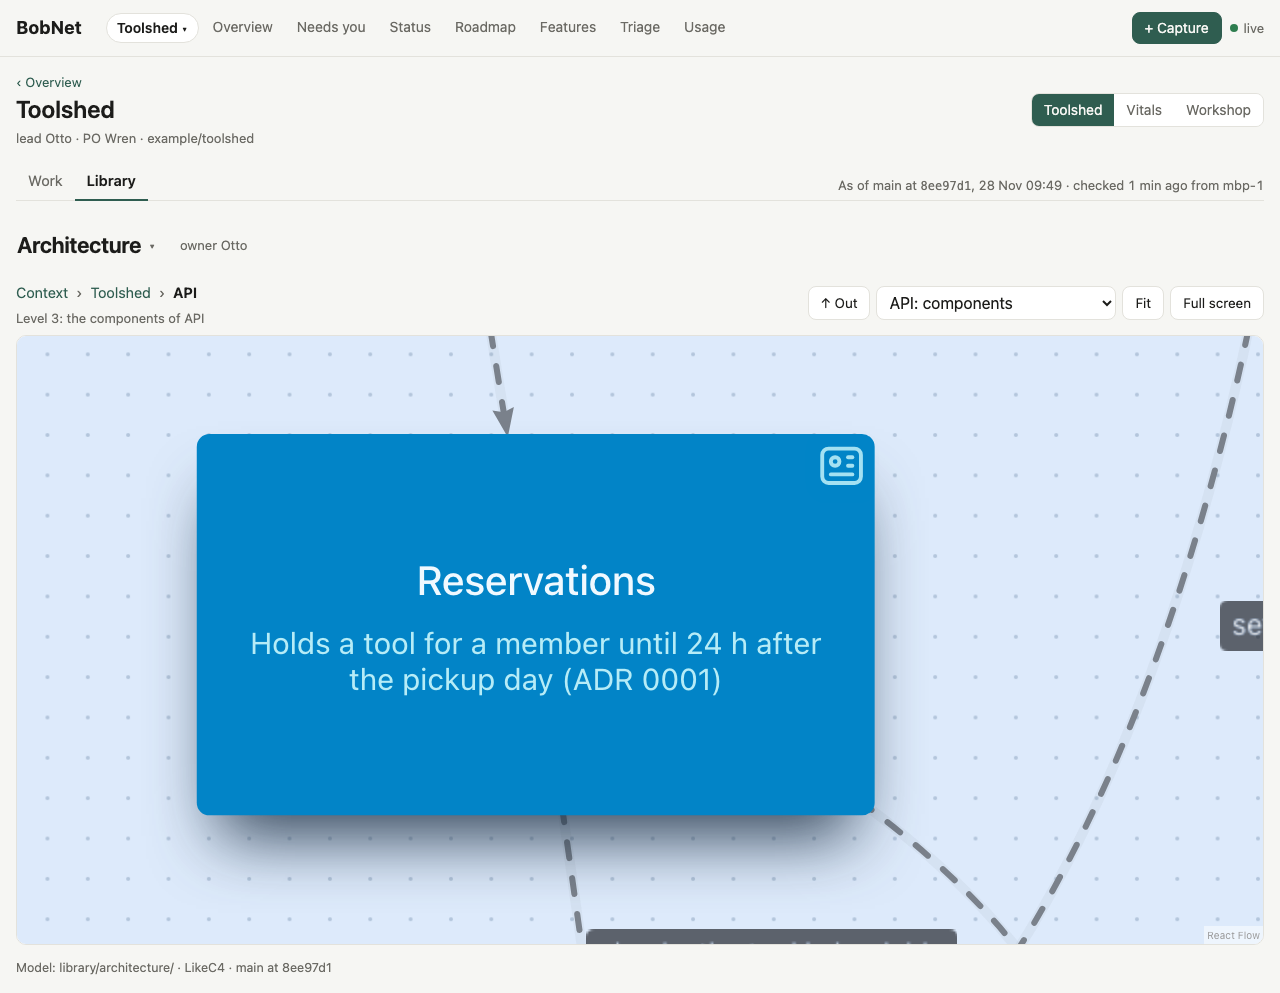 BobNet
Toolshed ▾
Overview
Needs you
Status
Roadmap
Features
Triage
Usage
+ Capture
live
‹ Overview
Toolshed
lead Otto · PO Wren · example/toolshed
Toolshed
Vitals
Workshop
Work
Library
As of main at 8ee97d1, 28 Nov 09:49 · checked 1 min ago from mbp-1
Architecture ▾
owner Otto
Context › Toolshed › API
Level 3: the components of API
↑ Out
API: components
Fit
Full screen
Reservations
Holds a tool for a member until 24 h after
the pickup day (ADR 0001)
React Flow
Model: library/architecture/ · LikeC4 · main at 8ee97d1